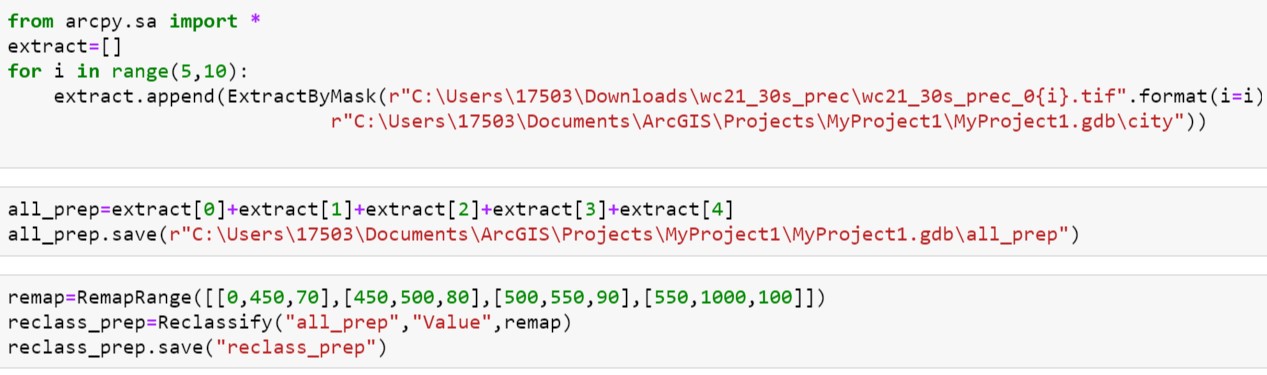 from arcpy.sa import *
extract=[]
for i in range(5,10):
    extract.append(ExtractByMask(r"C:\Users\17503\Downloads\wc21_30s_prec\wc21_30s_prec_0{i}.tif".format(i=i)
                           r"C:\Users\17503\Documents\ArcGIS\Projects\MyProject1\MyProject1.gdb\city"))
all_prep=extract[0]+extract[1]+extract[2]+extract[3]+extract[4]
all_prep.save(r"C:\Users\17503\Documents\ArcGIS\Projects\MyProject1\MyProject1.gdb\all_prep")
remap=RemapRange([[0,450,70],[450,500,80],[500,550,90],[550,1000,100]])
reclass_prep=Reclassify("all_prep","Value",remap)
reclass_prep.save("reclass_prep")